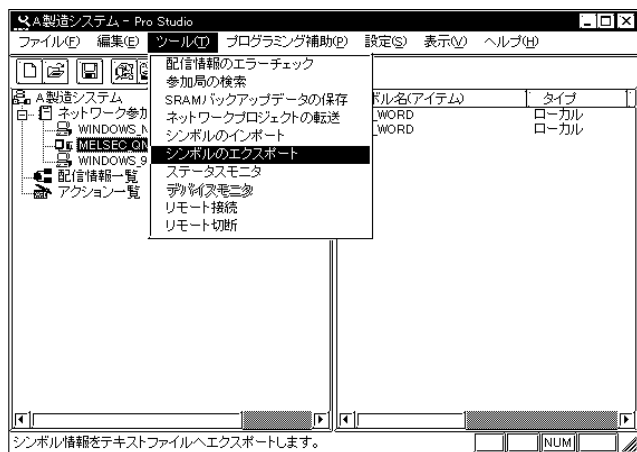 A製造システム - Pro Studio
ファイル(F) 編集(E) ツール(T) プログラミング補助(P) 設定(S) 表示(V) ヘルプ(H)
配信情報のエラーチェック
参加局の検索
SRAMバックアップデータの保存
ネットワークプロジェクトの転送
シンボルのインポート
シンボルのエクスポート
ステータスモニタ
デバイスモニタ
リモート接続
リモート切断
A製造システム
ネットワーク参加
WINDOWS_N
MELSEC_QN
WINDOWS_9
配信情報一覧
アクション一覧
ボル名(アイテム) タイプ
_WORD ローカル
_WORD ローカル
シンボル情報をテキストファイルへエクスポートします。 NUM